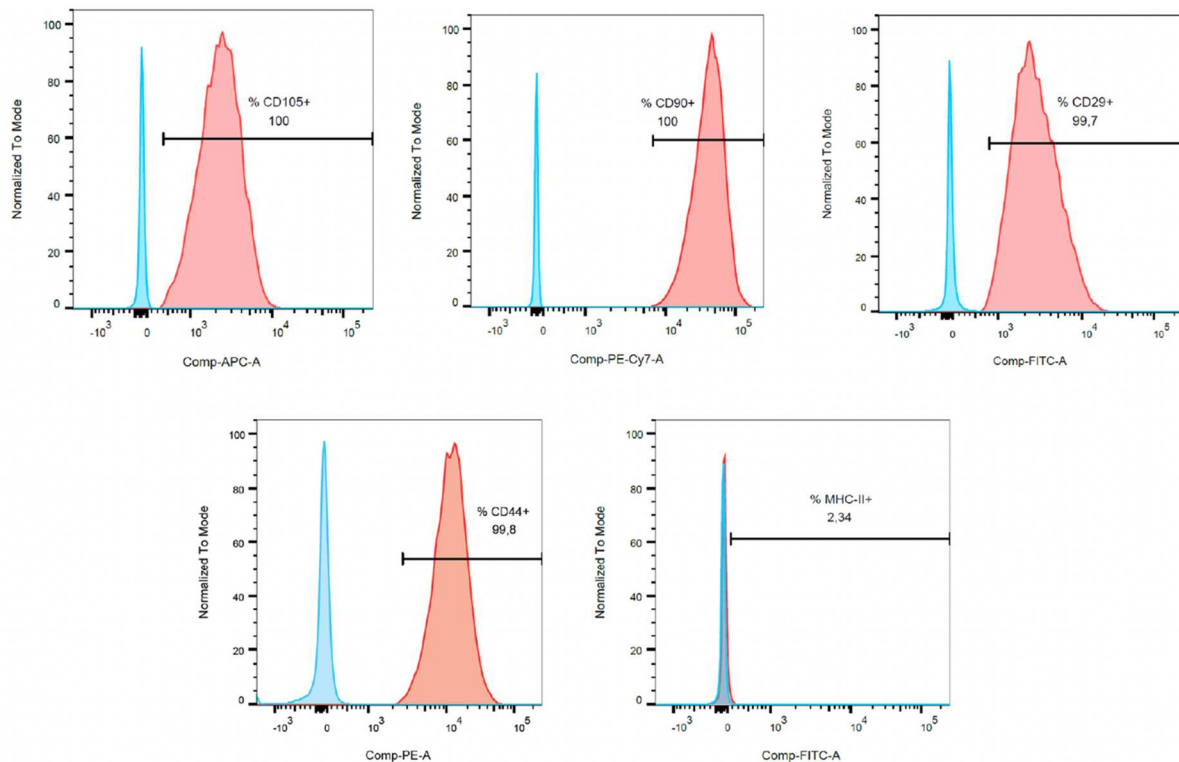 100
80
60
40
20
0
Normalized To Mode
% CD105+
100
-10³ 0 10³ 10⁴ 10⁵
Comp-APC-A
100
80
60
40
20
0
Normalized To Mode
% CD90+
100
-10³ 0 10³ 10⁴ 10⁵
Comp-PE-Cy7-A
100
80
60
40
20
0
Normalized To Mode
% CD29+
99,7
-10³ 0 10³ 10⁴ 10⁵
Comp-FITC-A
100
80
60
40
20
0
Normalized To Mode
% CD44+
99,8
-10³ 0 10³ 10⁴ 10⁵
Comp-PE-A
100
80
60
40
20
0
Normalized To Mode
% MHC-II+
2,34
-10³ 0 10³ 10⁴ 10⁵
Comp-FITC-A